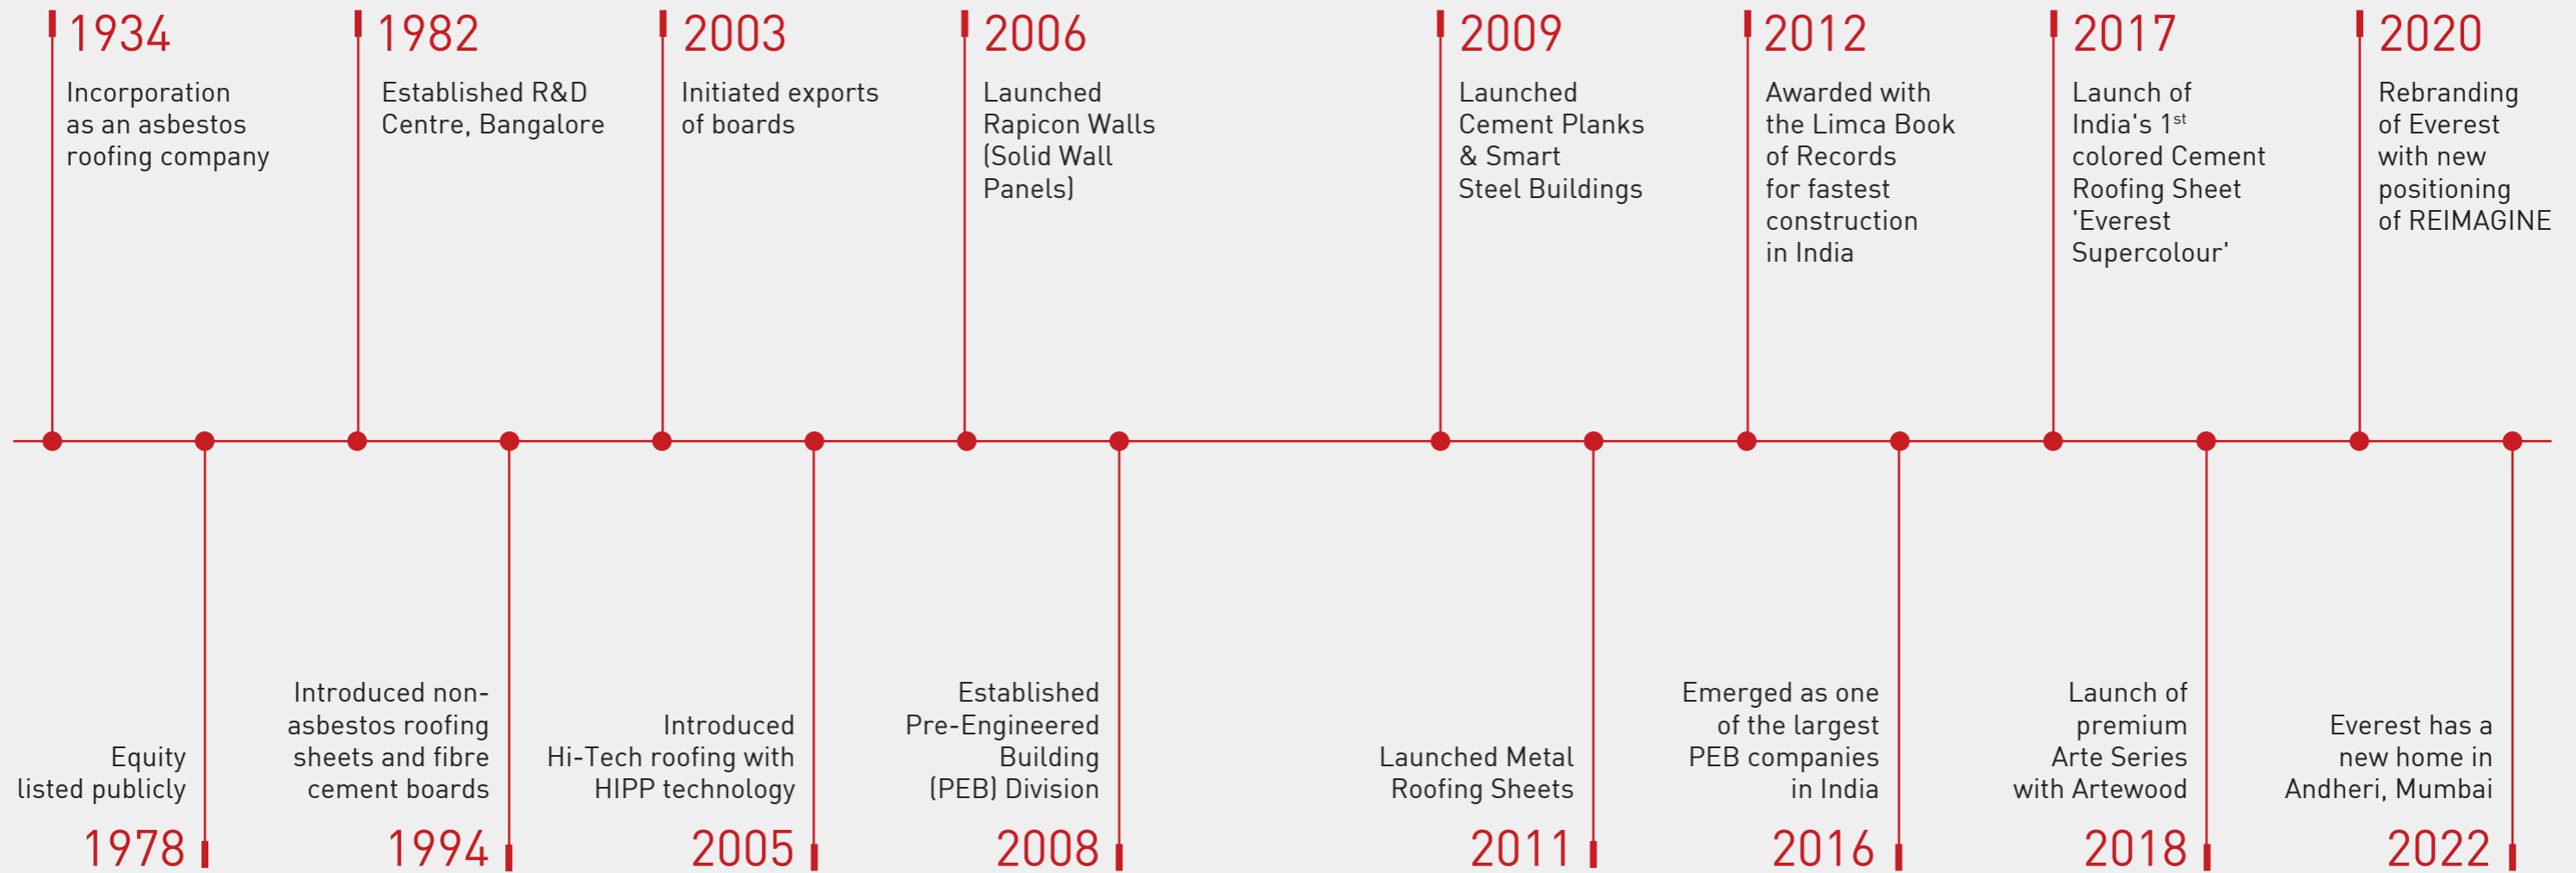 1934
Incorporation
as an asbestos
roofing company
1982
Established R&D
Centre, Bangalore
2003
Initiated exports
of boards
2006
Launched
Rapicon Walls
(Solid Wall
Panels)
2009
Launched
Cement Planks
& Smart
Steel Buildings
2012
Awarded with
the Limca Book
of Records
for fastest
construction
in India
2017
Launch of
India's 1st
colored Cement
Roofing Sheet
'Everest
Supercolour'
2020
Rebranding
of Everest
with new
positioning
of REIMAGINE
Equity
listed publicly
1978
Introduced non-
asbestos roofing
sheets and fibre
cement boards
1994
Introduced
Hi-Tech roofing with
HIPP technology
2005
Established
Pre-Engineered
Building
(PEB) Division
2008
Launched Metal
Roofing Sheets
2011
Emerged as one
of the largest
PEB companies
in India
2016
Launch of
premium
Arte Series
with Artewood
2018
Everest has a
new home in
Andheri, Mumbai
2022